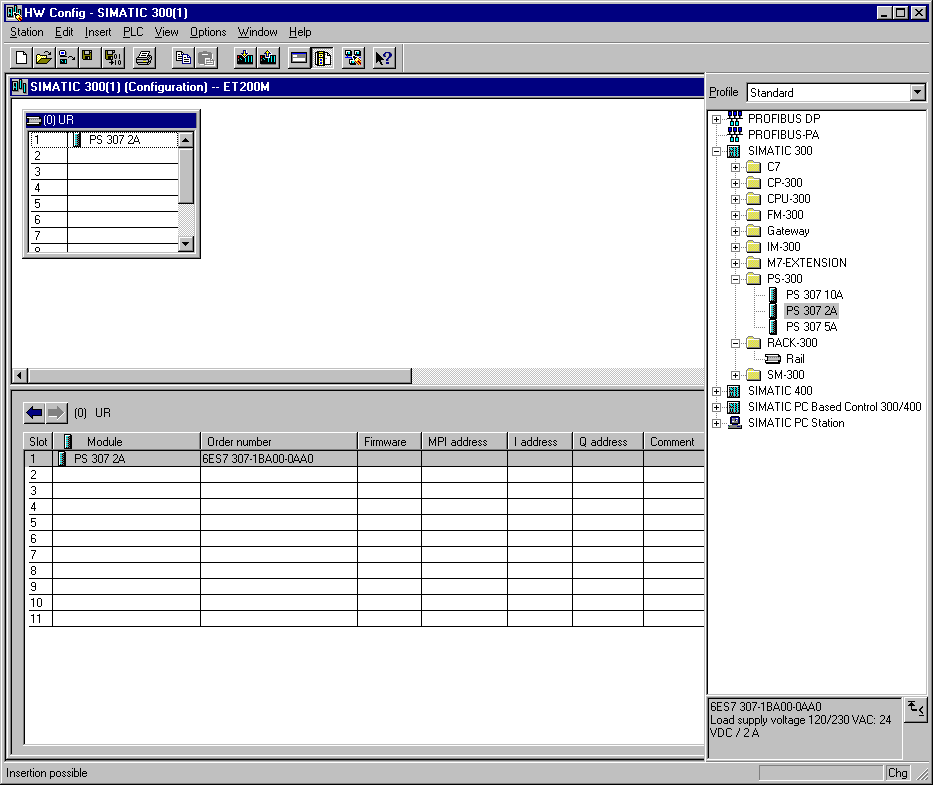 HW Config - SIMATIC 300(1)
Station Edit Insert PLC View Options Window Help
SIMATIC 300(1) (Configuration) -- ET200M
(0) UR
1 PS 307 2A
2
3
4
5
6
7
8
(0) UR
Slot Module Order number Firmware MPI address I address Q address Comment
1 PS 307 2A 6ES7 307-1BA00-0AA0
2
3
4
5
6
7
8
9
10
11
Profile Standard
PROFIBUS DP
PROFIBUS-PA
SIMATIC 300
C7
CP-300
CPU-300
FM-300
Gateway
IM-300
M7-EXTENSION
PS-300
PS 307 10A
PS 307 2A
PS 307 5A
RACK-300
Rail
SM-300
SIMATIC 400
SIMATIC PC Based Control 300/400
SIMATIC PC Station
6ES7 307-1BA00-0AA0
Load supply voltage 120/230 VAC: 24
VDC / 2 A
Insertion possible
Chg